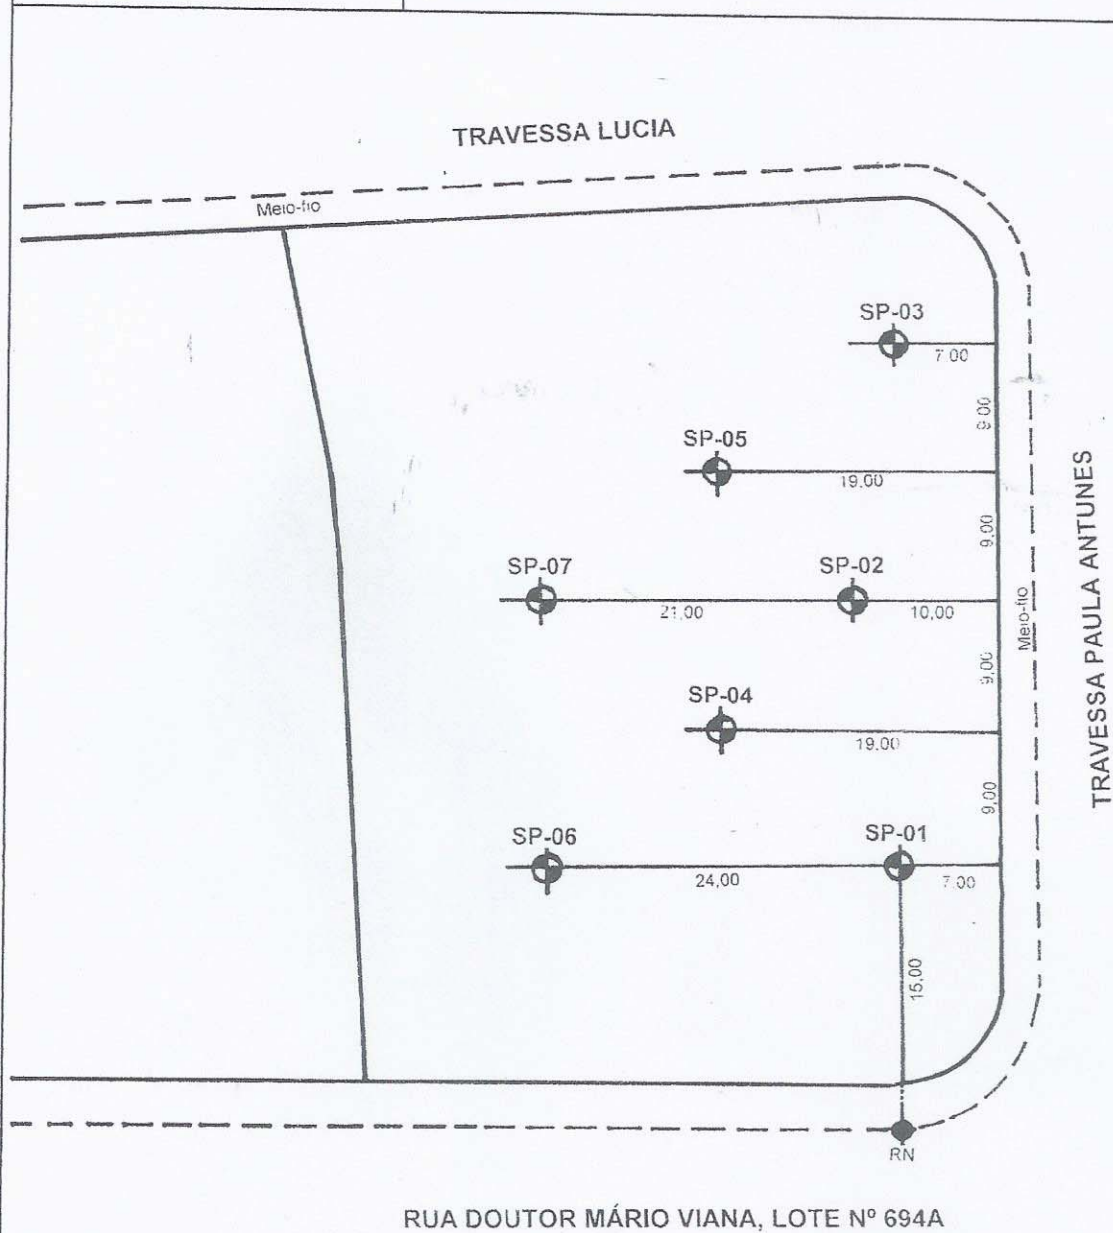 TRAVESSA LUCIA
Meio-fio
SP-03
7.00
9.00
SP-05
19,00
9.00
SP-07
SP-02
21,00
10,00
Meio-fio
TRAVESSA PAULA ANTUNES
9.00
SP-04
19.00
9,00
SP-06
SP-01
24,00
7.00
15,00
RN
RUA DOUTOR MÁRIO VIANA, LOTE Nº 694A